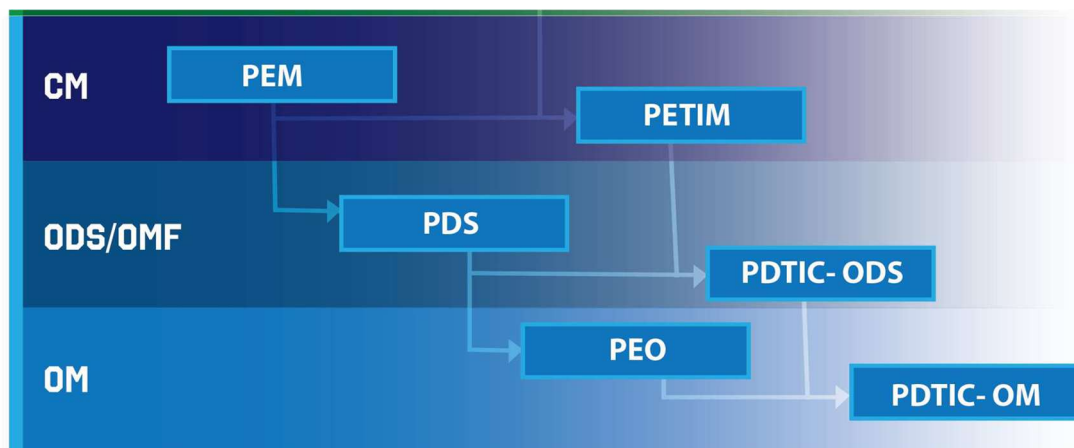 CM
PEM
PETIM
ODS/OMF
PDS
PDTIC- ODS
OM
PEO
PDTIC- OM